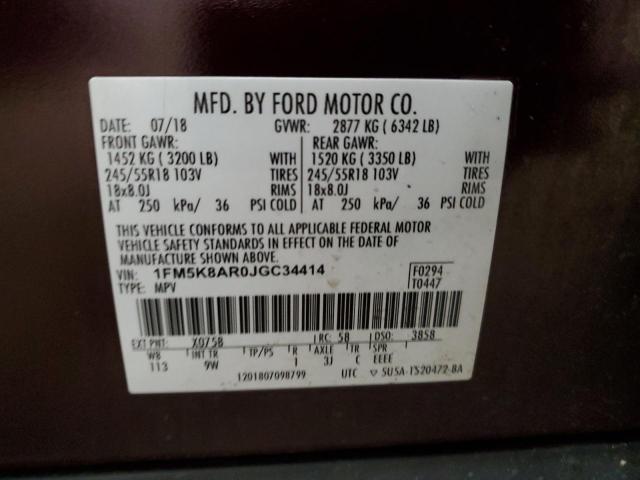 MFD. BY FORD MOTOR CO.
DATE: 07/18 GVWR: 2877 KG ( 6342 LB)
FRONT GAWR: REAR GAWR:
1452 KG ( 3200 LB) WITH 1520 KG ( 3350 LB) WITH
245/55R18 103V TIRES 245/55R18 103V TIRES
18x8.0J RIMS 18x8.0J RIMS
AT 250 kPa/ 36 PSI COLD AT 250 kPa/ 36 PSI COLD
THIS VEHICLE CONFORMS TO ALL APPLICABLE FEDERAL MOTOR
VEHICLE SAFETY STANDARDS IN EFFECT ON THE DATE OF
MANUFACTURE SHOWN ABOVE.
VIN: 1FM5K8AR0JGC34414 F0294
TYPE: MPV T0447
EXT PNT: X075B RC: 58 DSO: 3858
WB INT TR TP/PS R AXLE TR SPR
113 9W I 3J C EEEE
1201807098799 UTC ▽ 5USA-1520472-BA